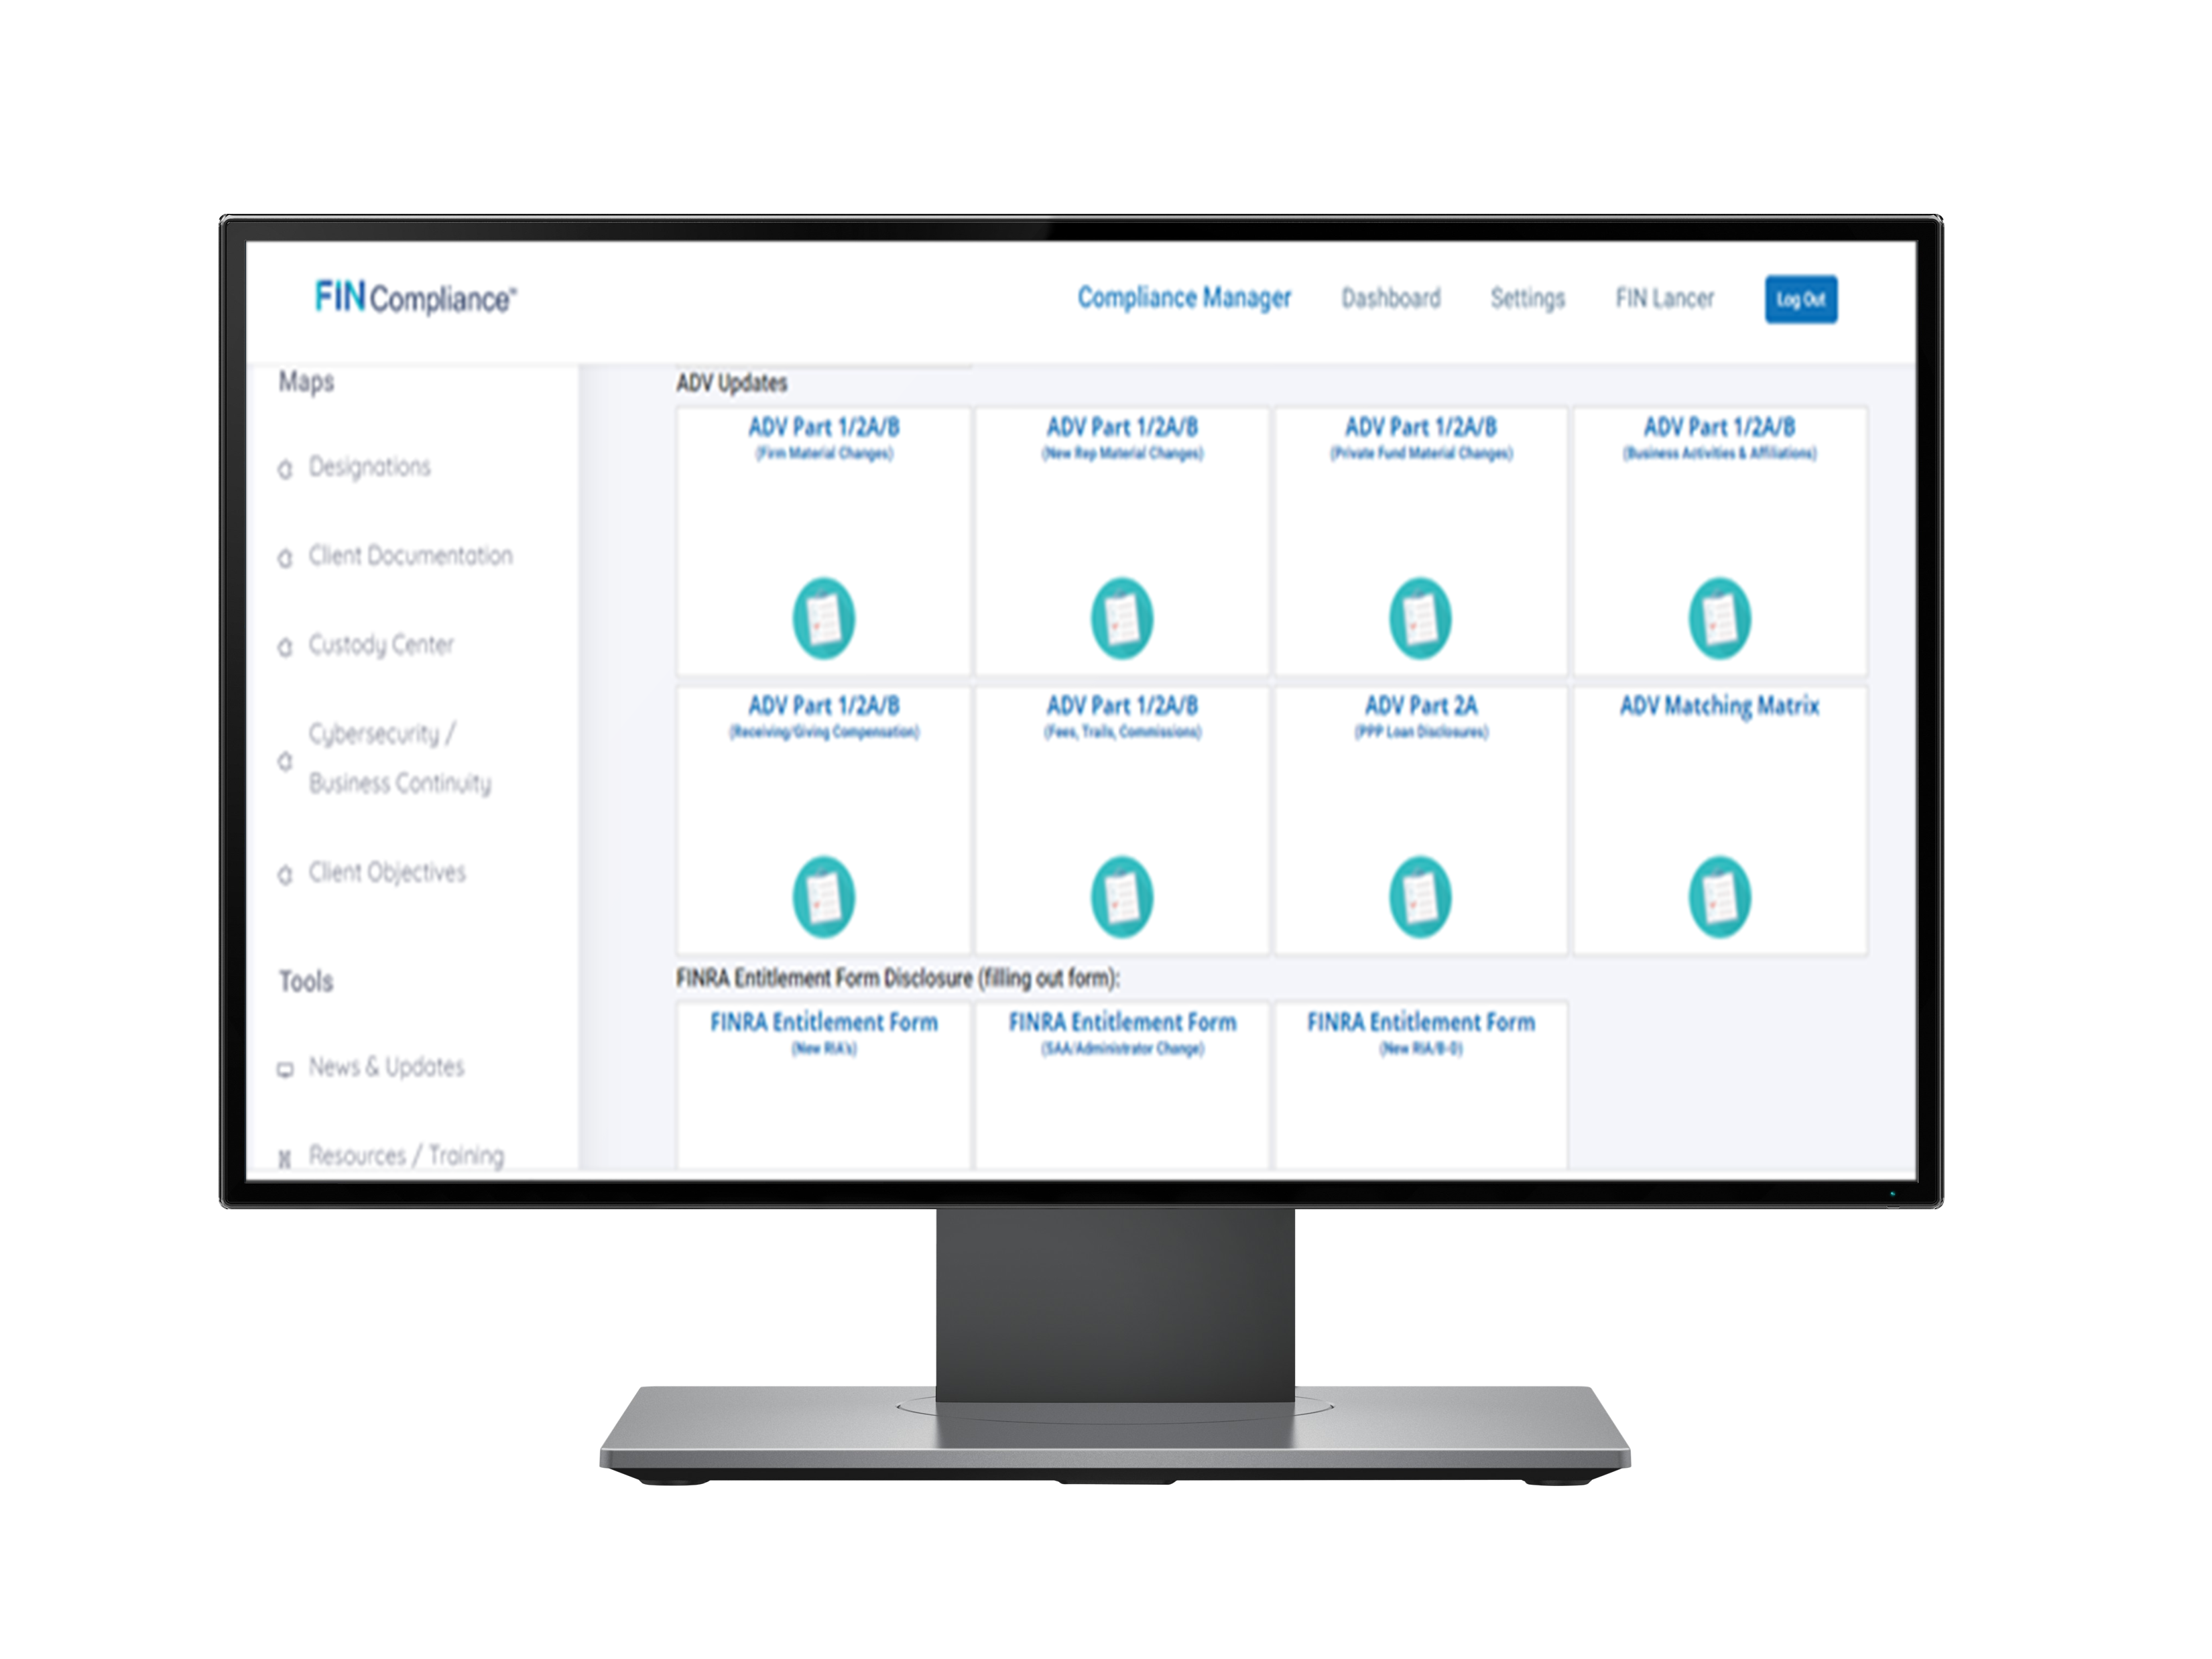 FIN Compliance™
Compliance Manager
Dashboard
Settings
FIN Lancer
Log Out
Maps
Designations
Client Documentation
Custody Center
Cybersecurity /
Business Continuity
Client Objectives
Tools
News & Updates
Resources / Training
ADV Updates
ADV Part 1/2A/B
(Firm Material Changes)
ADV Part 1/2A/B
(New Rep Material Changes)
ADV Part 1/2A/B
(Private Fund Material Changes)
ADV Part 1/2A/B
(Business Activities & Affiliations)
ADV Part 1/2A/B
(Receiving/Giving Compensation)
ADV Part 1/2A/B
(Fees, Trails, Commissions)
ADV Part 2A
(PPP Loan Disclosures)
ADV Matching Matrix
FINRA Entitlement Form Disclosure (filling out form):
FINRA Entitlement Form
(New RIA's)
FINRA Entitlement Form
(SAA/Administrator Change)
FINRA Entitlement Form
(New RIA/B-D)